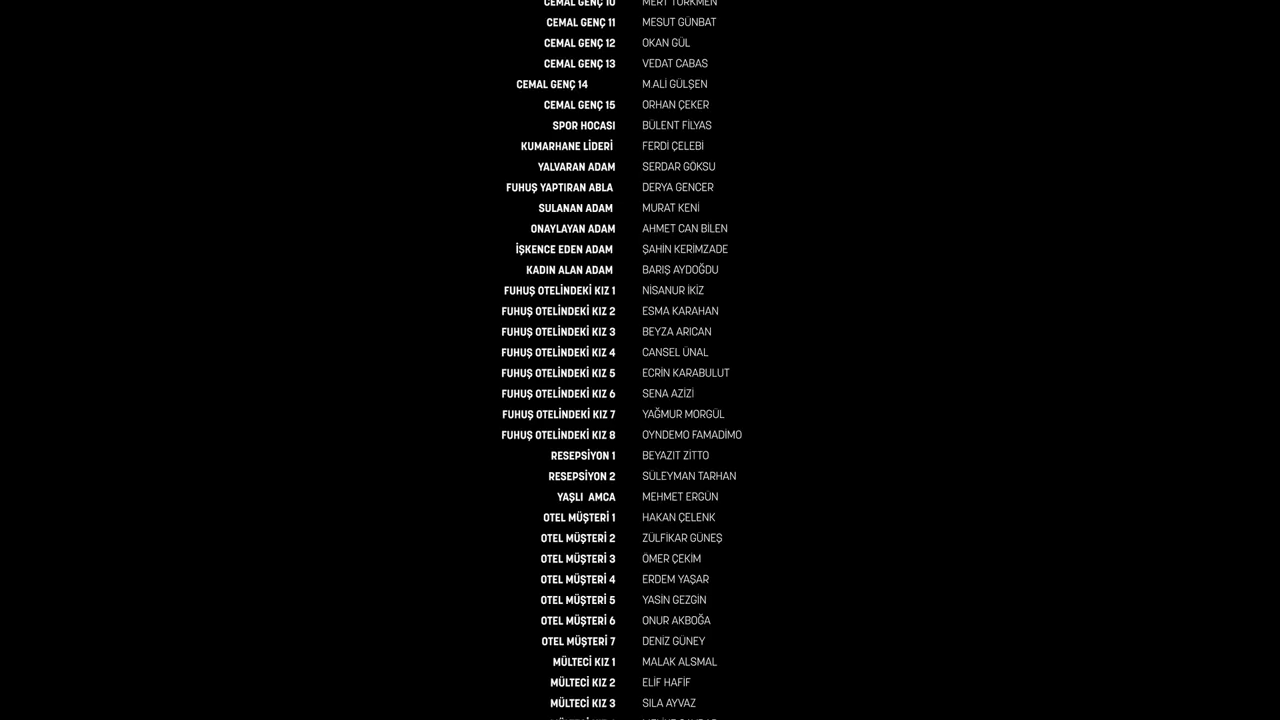 CEMAL GENÇ 10 MERT TÜRKMEN
CEMAL GENÇ 11 MESUT GÜNBAT
CEMAL GENÇ 12 OKAN GÜL
CEMAL GENÇ 13 VEDAT CABAS
CEMAL GENÇ 14 M.ALİ GÜLŞEN
CEMAL GENÇ 15 ORHAN ÇEKER
SPOR HOCASI BÜLENT FİLYAS
KUMARHANE LİDERİ FERDİ ÇELEBİ
YALVARAN ADAM SERDAR GÖKSU
FUHUŞ YAPTIRAN ABLA DERYA GENCER
SULANAN ADAM MURAT KENİ
ONAYLAYAN ADAM AHMET CAN BİLEN
İŞKENCE EDEN ADAM ŞAHİN KERİMZADE
KADIN ALAN ADAM BARIŞ AYDOĞDU
FUHUŞ OTELİNDEKİ KIZ 1 NİSANUR İKİZ
FUHUŞ OTELİNDEKİ KIZ 2 ESMA KARAHAN
FUHUŞ OTELİNDEKİ KIZ 3 BEYZA ARICAN
FUHUŞ OTELİNDEKİ KIZ 4 CANSEL ÜNAL
FUHUŞ OTELİNDEKİ KIZ 5 ECRİN KARABULUT
FUHUŞ OTELİNDEKİ KIZ 6 SENA AZİZİ
FUHUŞ OTELİNDEKİ KIZ 7 YAĞMUR MORGÜL
FUHUŞ OTELİNDEKİ KIZ 8 OYNDEMO FAMADİMO
RESEPSİYON 1 BEYAZIT ZİTTO
RESEPSİYON 2 SÜLEYMAN TARHAN
YAŞLI AMCA MEHMET ERGÜN
OTEL MÜŞTERİ 1 HAKAN ÇELENK
OTEL MÜŞTERİ 2 ZÜLFİKAR GÜNEŞ
OTEL MÜŞTERİ 3 ÖMER ÇEKİM
OTEL MÜŞTERİ 4 ERDEM YAŞAR
OTEL MÜŞTERİ 5 YASİN GEZGİN
OTEL MÜŞTERİ 6 ONUR AKBOĞA
OTEL MÜŞTERİ 7 DENİZ GÜNEY
MÜLTECİ KIZ 1 MALAK ALSMAL
MÜLTECİ KIZ 2 ELİF HAFİF
MÜLTECİ KIZ 3 SILA AYVAZ